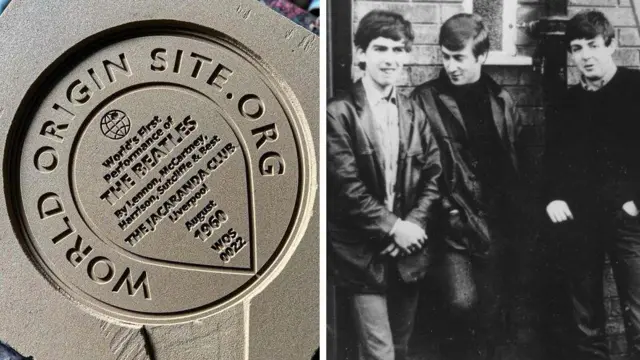 WORLD ORIGIN SITE.ORG
World's First
Performance of
THE BEATLES
By Lennon, McCartney,
Harrison, Sutcliffe & Best
THE JACARANDA CLUB
Liverpool
August
1960
WOS
0022